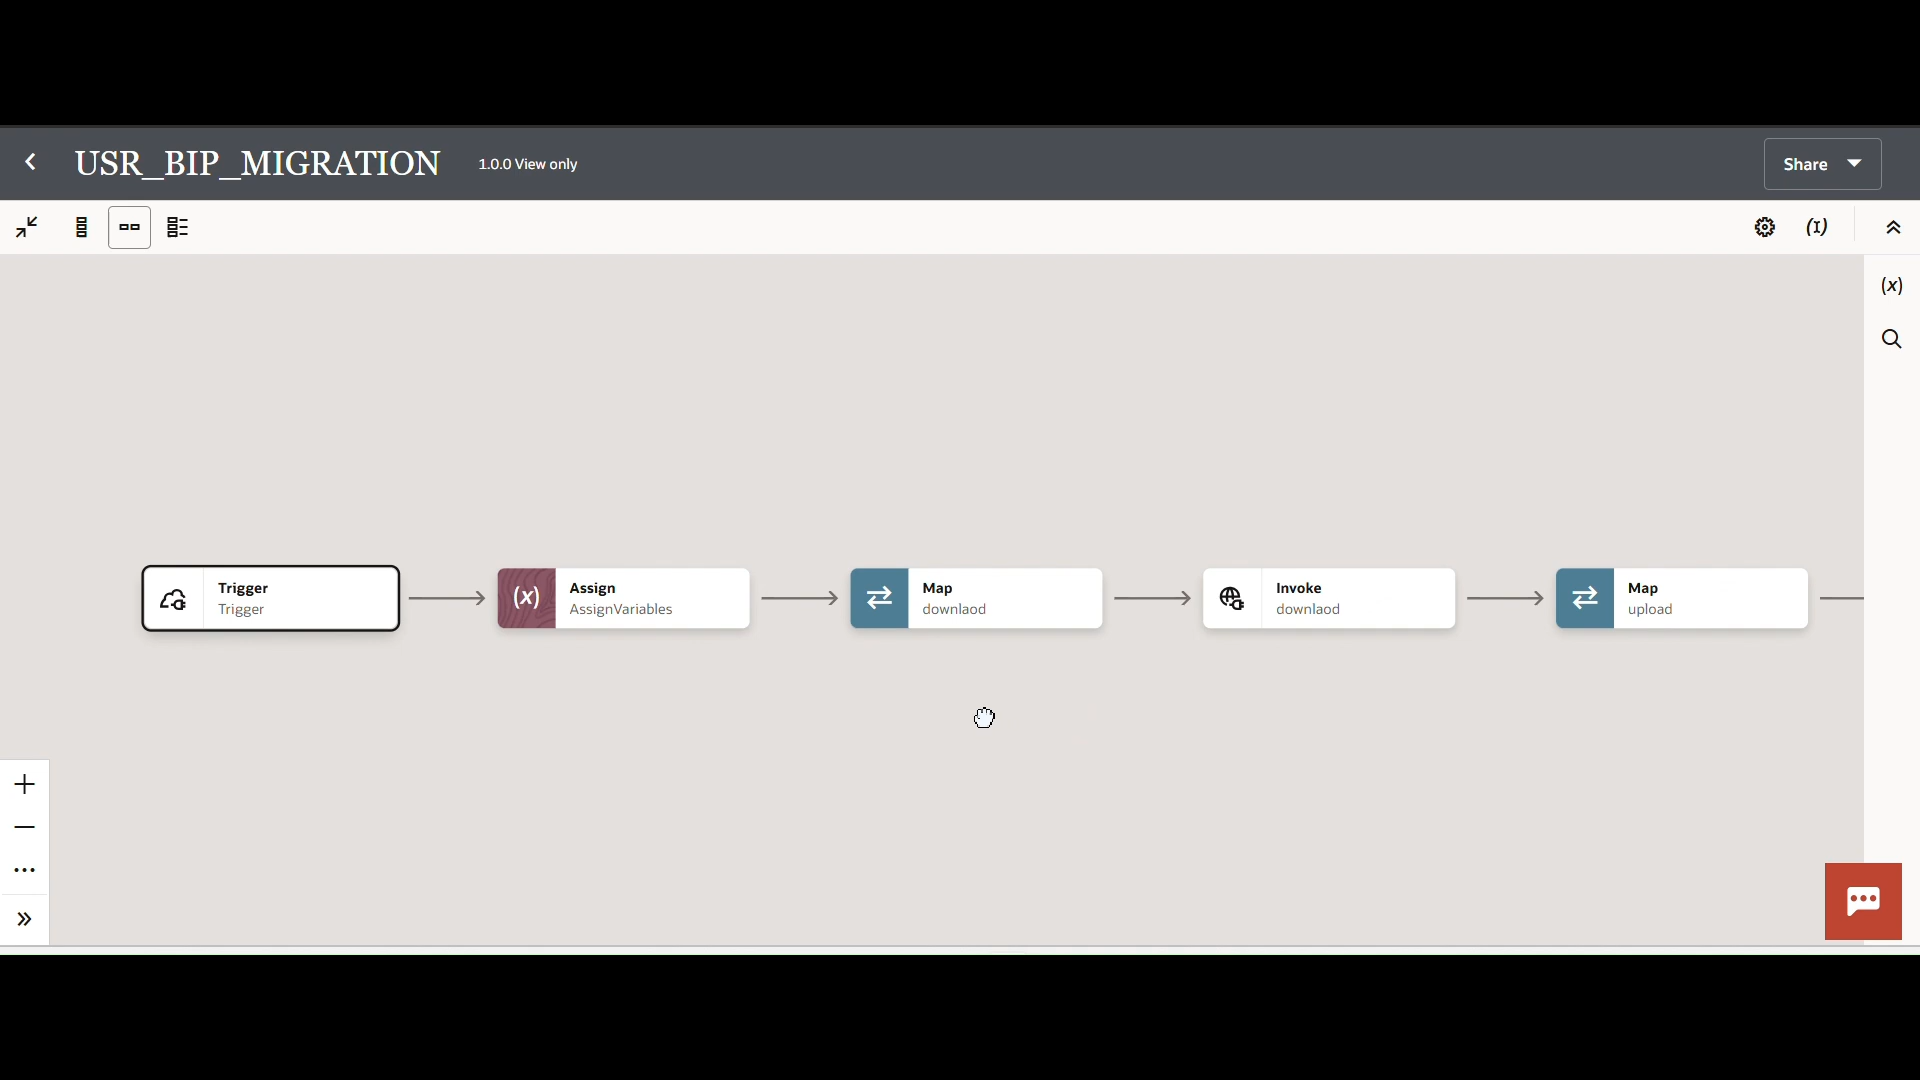 USR_BIP_MIGRATION 1.0.0 View only Share
(I)
(x)
Trigger
Trigger
(x)
Assign
AssignVariables
Map
downlaod
Invoke
downlaod
Map
upload